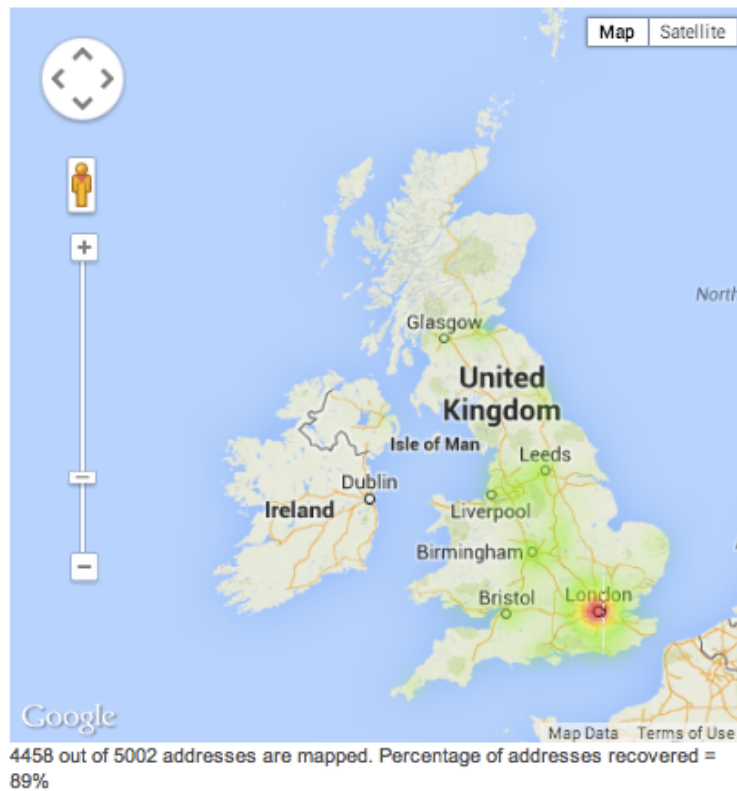 Map Satellite
North
Glasgow
United
Kingdom
Isle of Man
Leeds
Dublin
Ireland
Liverpool
Birmingham
Bristol
London
Google
Map Data Terms of Use
4458 out of 5002 addresses are mapped. Percentage of addresses recovered =
89%